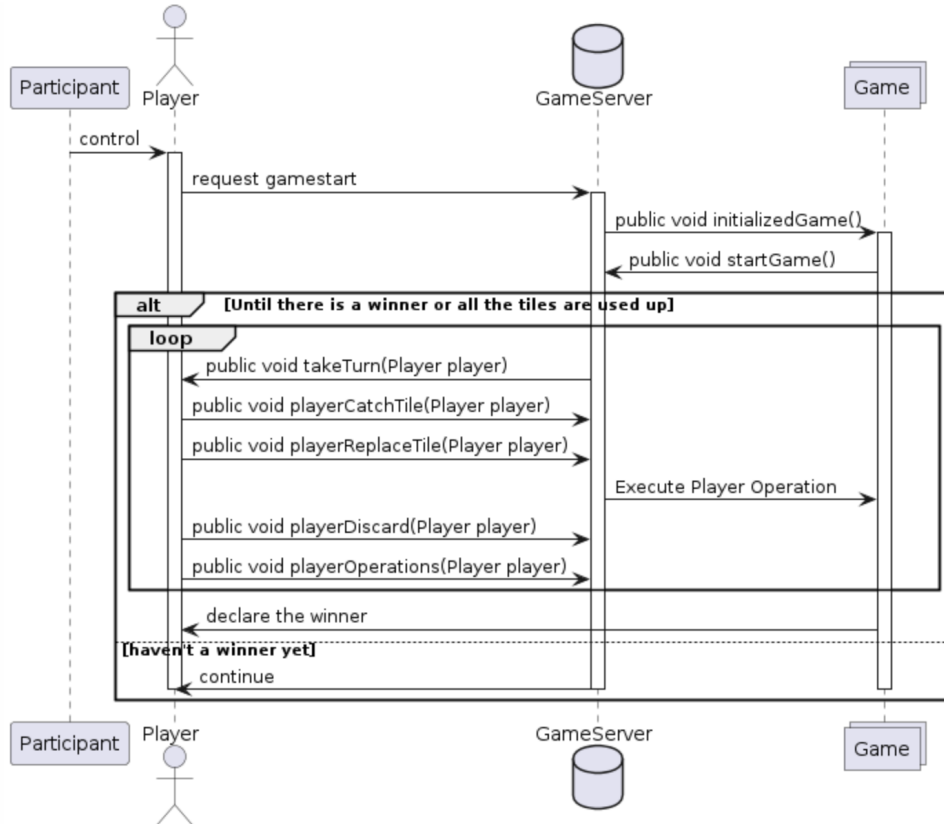 Participant
Player
GameServer
Game
control
request gamestart
public void initializedGame()
public void startGame()
alt [Until there is a winner or all the tiles are used up]
loop
public void takeTurn(Player player)
public void playerCatchTile(Player player)
public void playerReplaceTile(Player player)
Execute Player Operation
public void playerDiscard(Player player)
public void playerOperations(Player player)
declare the winner
[haven't a winner yet]
continue
Participant
Player
GameServer
Game